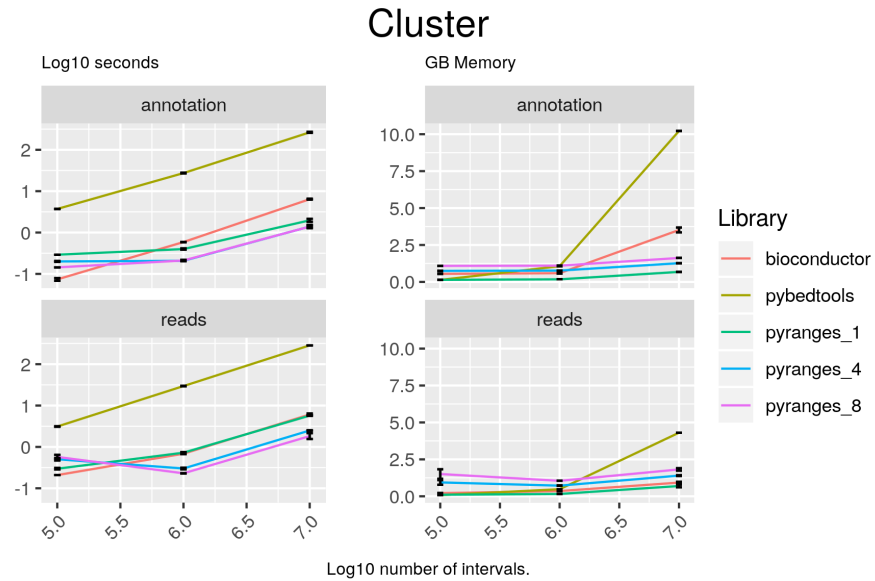 Cluster
Log10 seconds
GB Memory
annotation
annotation
2
1
0
-1
10.0
7.5
5.0
2.5
0.0
reads
reads
2
1
0
-1
10.0
7.5
5.0
2.5
0.0
5.0
5.5
6.0
6.5
7.0
5.0
5.5
6.0
6.5
7.0
Log10 number of intervals.
Library
bioconductor
pybedtools
pyranges_1
pyranges_4
pyranges_8